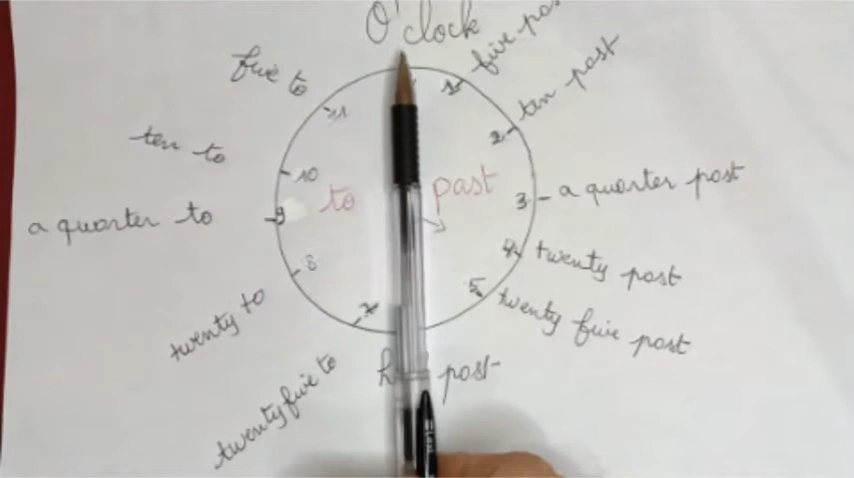 O'clock
five
ten past
a quarter past
twenty past
twenty five past
past
twenty five to
twenty to
a quarter to
ten to
five to
1
2
3
4
5
7
8
9
10
11
to
past